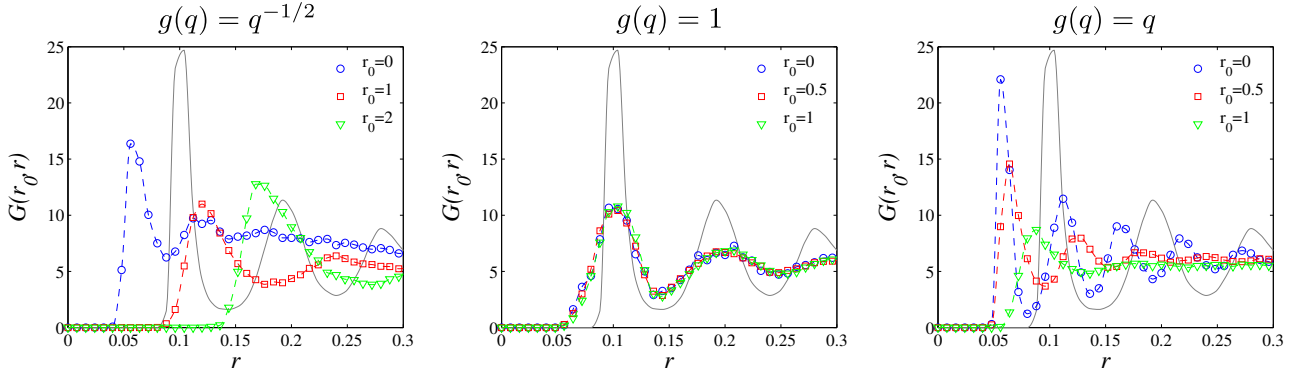 g(q) = q^{-1/2}
25
20
15
10
5
0
0 0.05 0.1 0.15 0.2 0.25 0.3
G(r_0, r)
r
r_0=0
r_0=1
r_0=2
g(q) = 1
25
20
15
10
5
0
0 0.05 0.1 0.15 0.2 0.25 0.3
G(r_0, r)
r
r_0=0
r_0=0.5
r_0=1
g(q) = q
25
20
15
10
5
0
0 0.05 0.1 0.15 0.2 0.25 0.3
G(r_0, r)
r
r_0=0
r_0=0.5
r_0=1